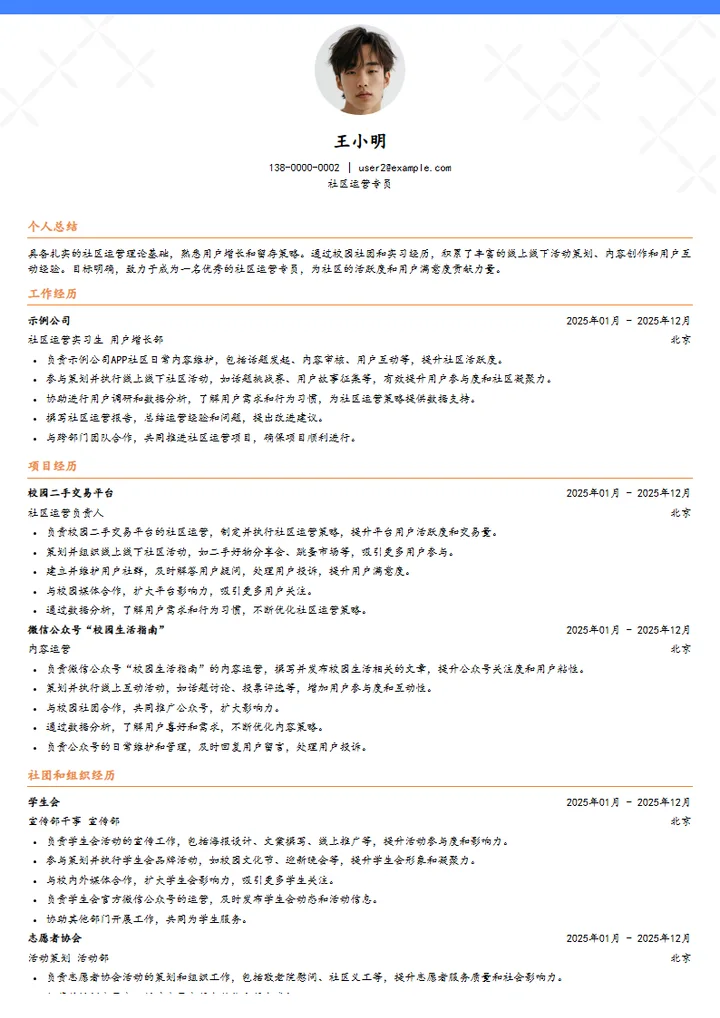 王小明
138-0000-0002 | user2@example.com
社区运营专员
个人总结
具备扎实的社区运营理论基础，熟悉用户增长和留存策略。通过校园社团和实习经历，积累了丰富的线上线下活动策划、内容创作和用户互
动经验。目标明确，致力于成为一名优秀的社区运营专员，为社区的活跃度和用户满意度贡献力量。
工作经历
示例公司 2025年01月 - 2025年12月
社区运营实习生 用户增长部 北京
• 负责示例公司APP社区日常内容维护，包括话题发起、内容审核、用户互动等，提升社区活跃度。
• 参与策划并执行线上线下社区活动，如话题挑战赛、用户故事征集等，有效提升用户参与度和社区凝聚力。
• 协助进行用户调研和数据分析，了解用户需求和行为习惯，为社区运营策略提供数据支持。
• 撰写社区运营报告，总结运营经验和问题，提出改进建议。
• 与跨部门团队合作，共同推进社区运营项目，确保项目顺利进行。
项目经历
校园二手交易平台 2025年01月 - 2025年12月
社区运营负责人 北京
• 负责校园二手交易平台的社区运营，制定并执行社区运营策略，提升平台用户活跃度和交易量。
• 策划并组织线上线下社区活动，如二手好物分享会、跳蚤市场等，吸引更多用户参与。
• 建立并维护用户社群，及时解答用户疑问，处理用户投诉，提升用户满意度。
• 与校园媒体合作，扩大平台影响力，吸引更多用户关注。
• 通过数据分析，了解用户需求和行为习惯，不断优化社区运营策略。
微信公众号“校园生活指南” 2025年01月 - 2025年12月
内容运营 北京
• 负责微信公众号“校园生活指南”的内容运营，撰写并发布校园生活相关的文章，提升公众号关注度和用户粘性。
• 策划并执行线上互动活动，如话题讨论、投票评选等，增加用户参与度和互动性。
• 与校园社团合作，共同推广公众号，扩大影响力。
• 通过数据分析，了解用户喜好和需求，不断优化内容策略。
• 负责公众号的日常维护和管理，及时回复用户留言，处理用户投诉。
社团和组织经历
学生会 2025年01月 - 2025年12月
宣传部干事 宣传部 北京
• 负责学生会活动的宣传工作，包括海报设计、文案撰写、线上推广等，提升活动参与度和影响力。
• 参与策划并执行学生会品牌活动，如校园文化节、迎新晚会等，提升学生会形象和凝聚力。
• 与校内外媒体合作，扩大学生会影响力，吸引更多学生关注。
• 负责学生会官方微信公众号的运营，及时发布学生会动态和活动信息。
• 协助其他部门开展工作，共同为学生服务。
志愿者协会 2025年01月 - 2025年12月
活动策划 活动部 北京
• 负责志愿者协会活动的策划和组织工作，包括敬老院慰问、社区义工等，提升志愿者服务质量和社会影响力。